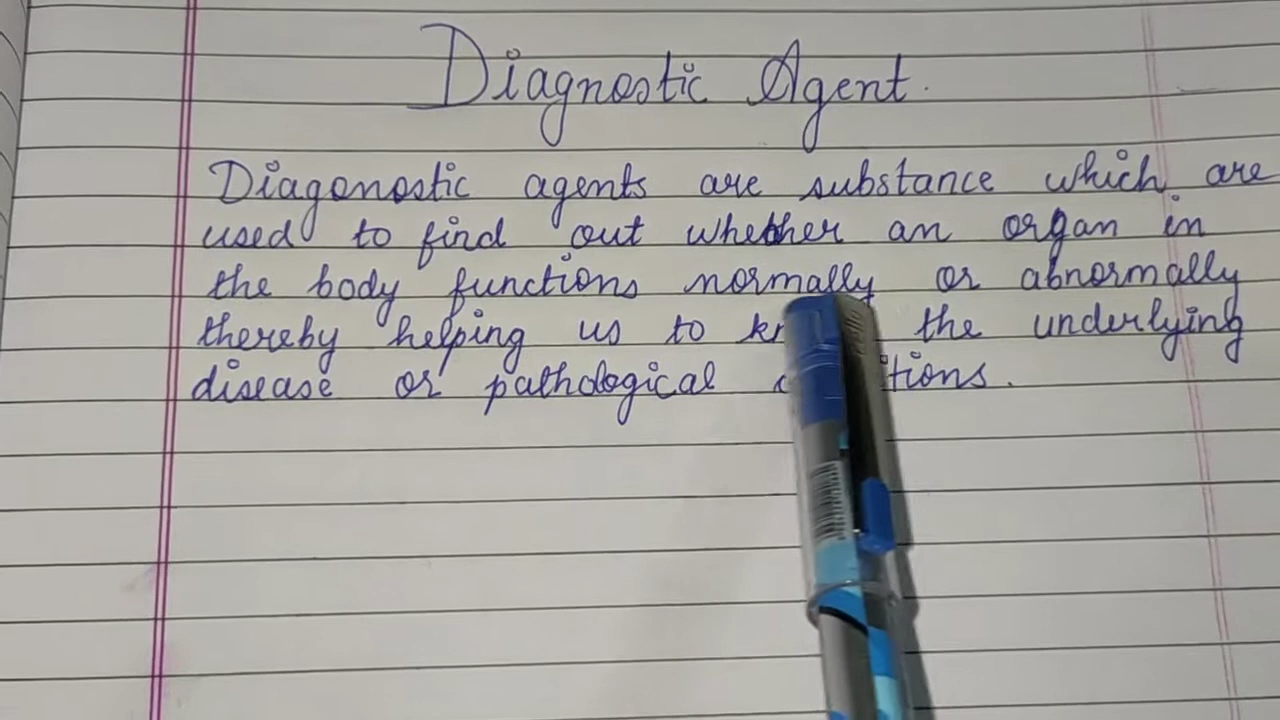 Diagnostic Agent.
Diagonostic agents are substance which are
used to find out whether an organ in
the body functions normally or abnormally
thereby helping us to the underlying
disease or pathological